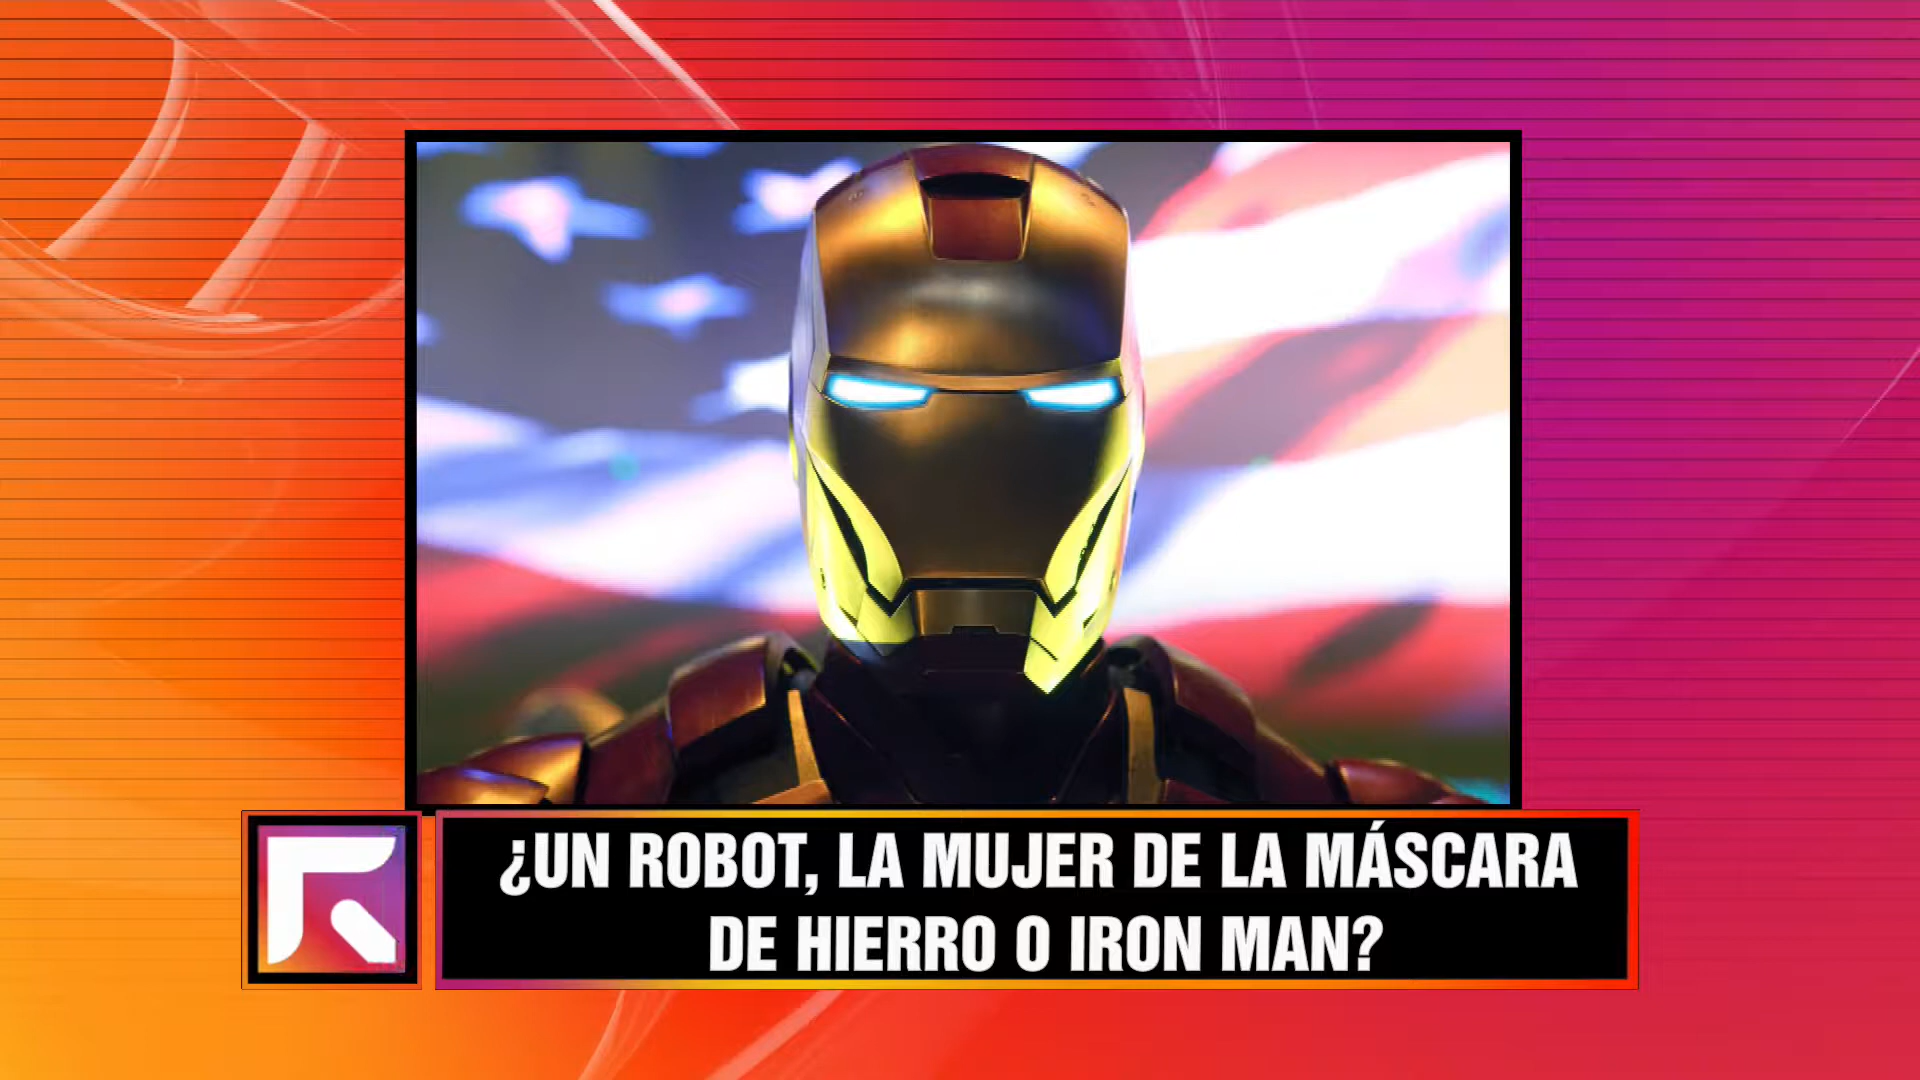 ¿UN ROBOT, LA MUJER DE LA MÁSCARA
DE HIERRO O IRON MAN?